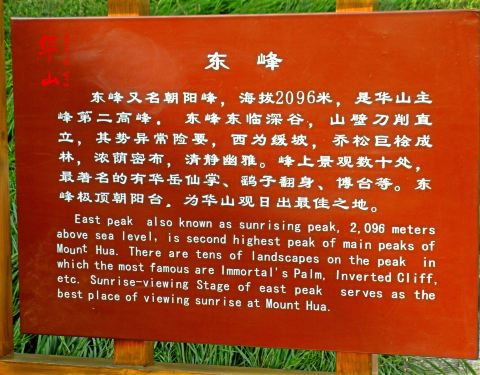 华山
东峰
东峰又名朝阳峰，海拔2096米，是华山主
峰第二高峰。东峰东临深谷，山壁刀削直
立，其势异常险要，西为缓坡，乔松巨桧成
林，浓荫密布，清静幽雅。峰上景观数十处，
最著名的有华岳仙掌、鹞子翻身、博台等。东
峰极顶朝阳台，为华山观日出最佳之地。
East peak also known as sunrising peak, 2,096 meters
above sea level, is second highest peak of main peaks of
Mount Hua. There are tens of landscapes on the peak in
which the most famous are Immortal's Palm, Inverted Cliff,
etc. Sunrise-viewing Stage of east peak serves as the
best place of viewing sunrise at Mount Hua.